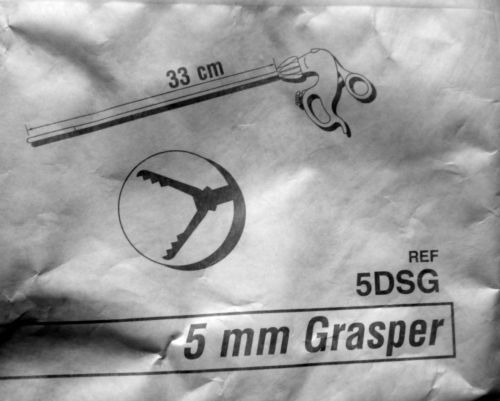 33 cm
REF
5DSG
5 mm Grasper